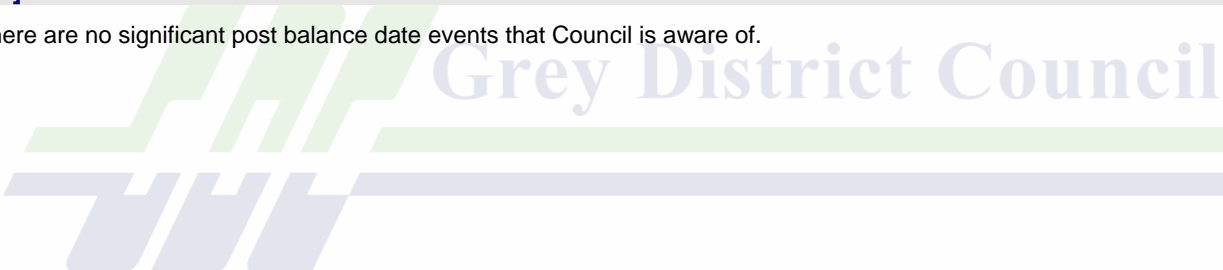 here are no significant post balance date events that Council is aware of.
Grey District Council